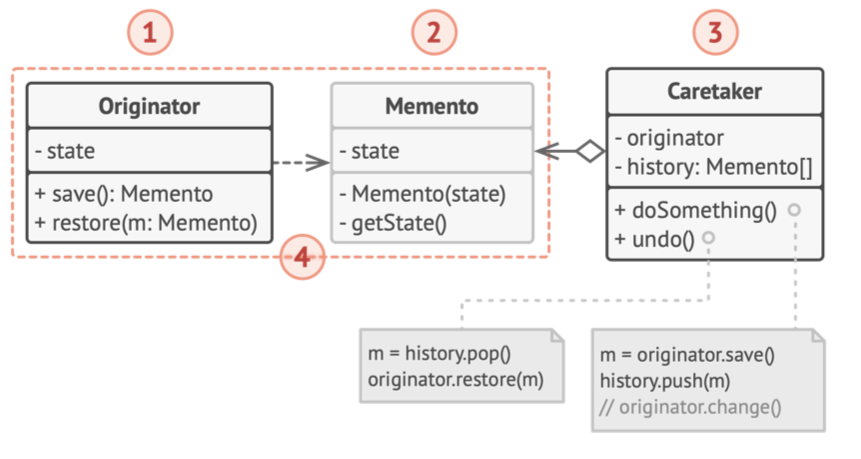 1
2
3
Originator
- state
+ save(): Memento
+ restore(m: Memento)
Memento
- state
- Memento(state)
- getState()
Caretaker
- originator
- history: Memento[]
+ doSomething()
+ undo()
4
m = history.pop()
originator.restore(m)
m = originator.save()
history.push(m)
// originator.change()